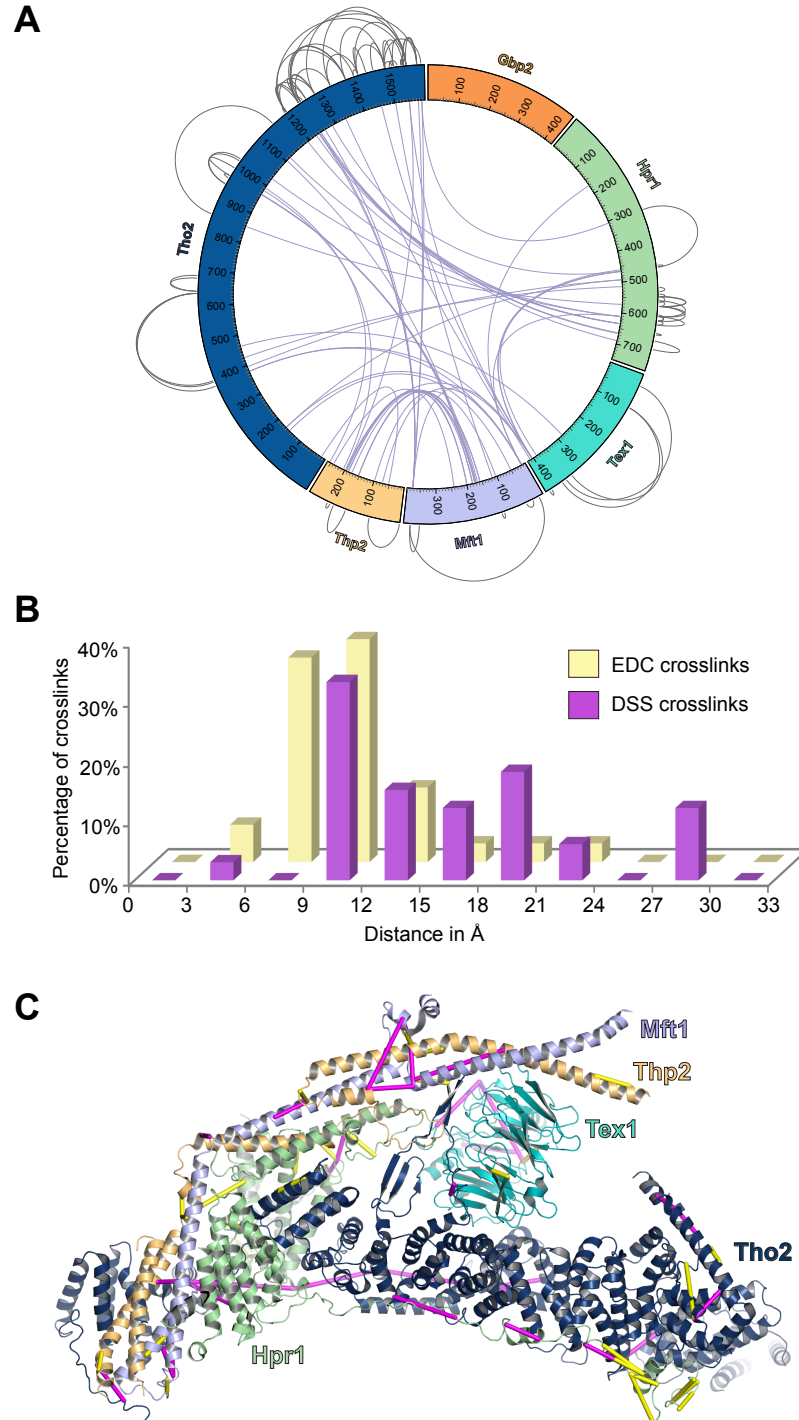 A
Gbp2
100
200
300
400
Hpr1
100
200
300
400
500
600
700
Tex1
100
200
300
400
Mft1
100
200
300
Thp2
100
200
Tho2
100
200
300
400
500
600
700
800
900
1000
1100
1200
1300
1400
1500
B
40%
30%
20%
10%
0%
Percentage of crosslinks
EDC crosslinks
DSS crosslinks
0 3 6 9 12 15 18 21 24 27 30 33
Distance in Å
C
Mft1
Thp2
Tex1
Tho2
Hpr1